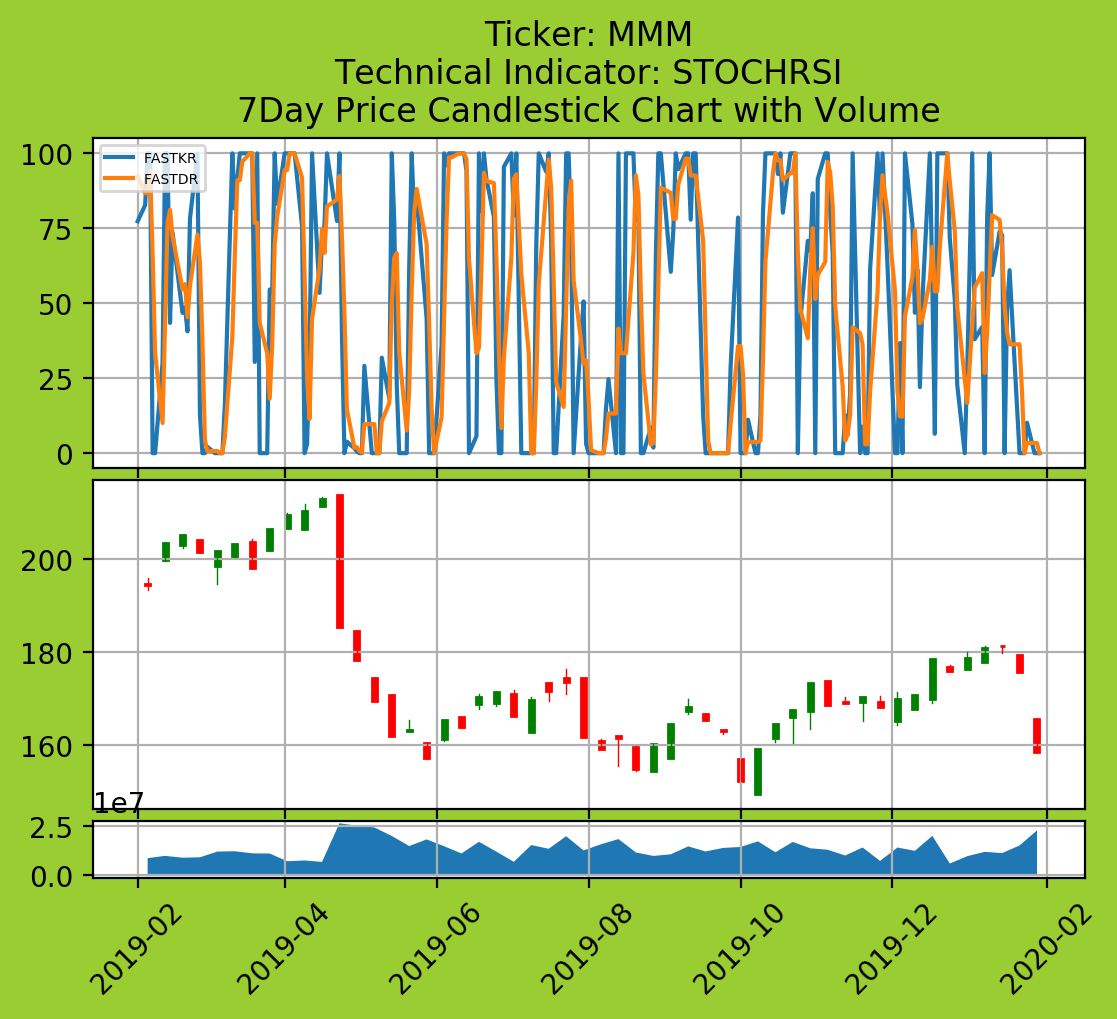 Ticker: MMM
Technical Indicator: STOCHRSI
7Day Price Candlestick Chart with Volume
100
75
50
25
0
FASTKR
FASTDR
200
180
160
1e7
2.5
0.0
2019-02
2019-04
2019-06
2019-08
2019-10
2019-12
2020-02